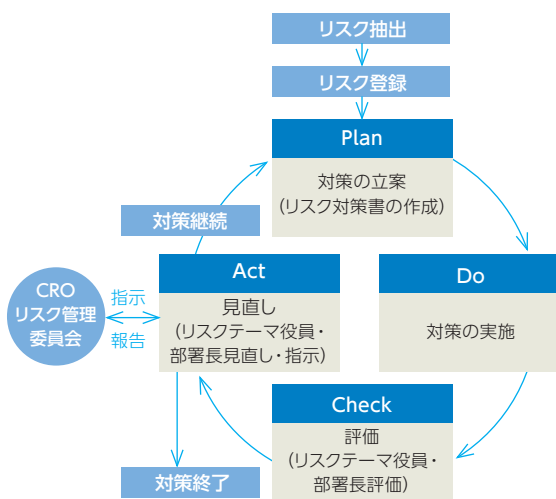 リスク抽出
リスク登録
Plan
対策の立案
(リスク対策書の作成)
対策継続
Act
見直し
(リスクテーマ役員・
部署長見直し・指示)
Do
対策の実施
CRO
リスク管理
委員会
指示
報告
Check
評価
(リスクテーマ役員・
部署長評価)
対策終了